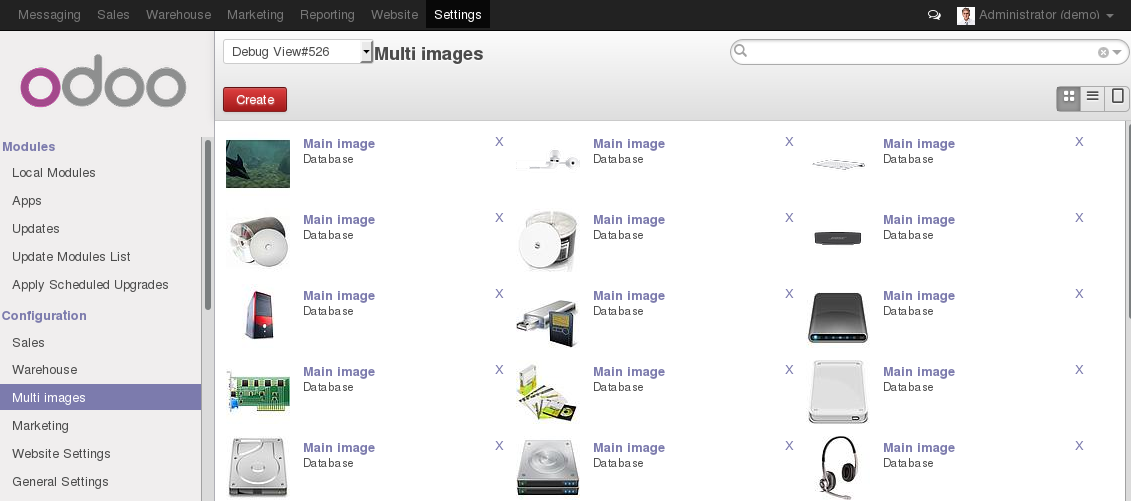 Messaging Sales Warehouse Marketing Reporting Website Settings Administrator (demo)
odoo
Debug View#526 Multi images
Create
Modules
Local Modules
Apps
Updates
Update Modules List
Apply Scheduled Upgrades
Configuration
Sales
Warehouse
Multi images
Marketing
Website Settings
General Settings
Main image X Main image X Main image X
Database Database Database
Main image X Main image X Main image X
Database Database Database
Main image X Main image X Main image X
Database Database Database
Main image X Main image X Main image X
Database Database Database
Main image X Main image X Main image X
Database Database Database